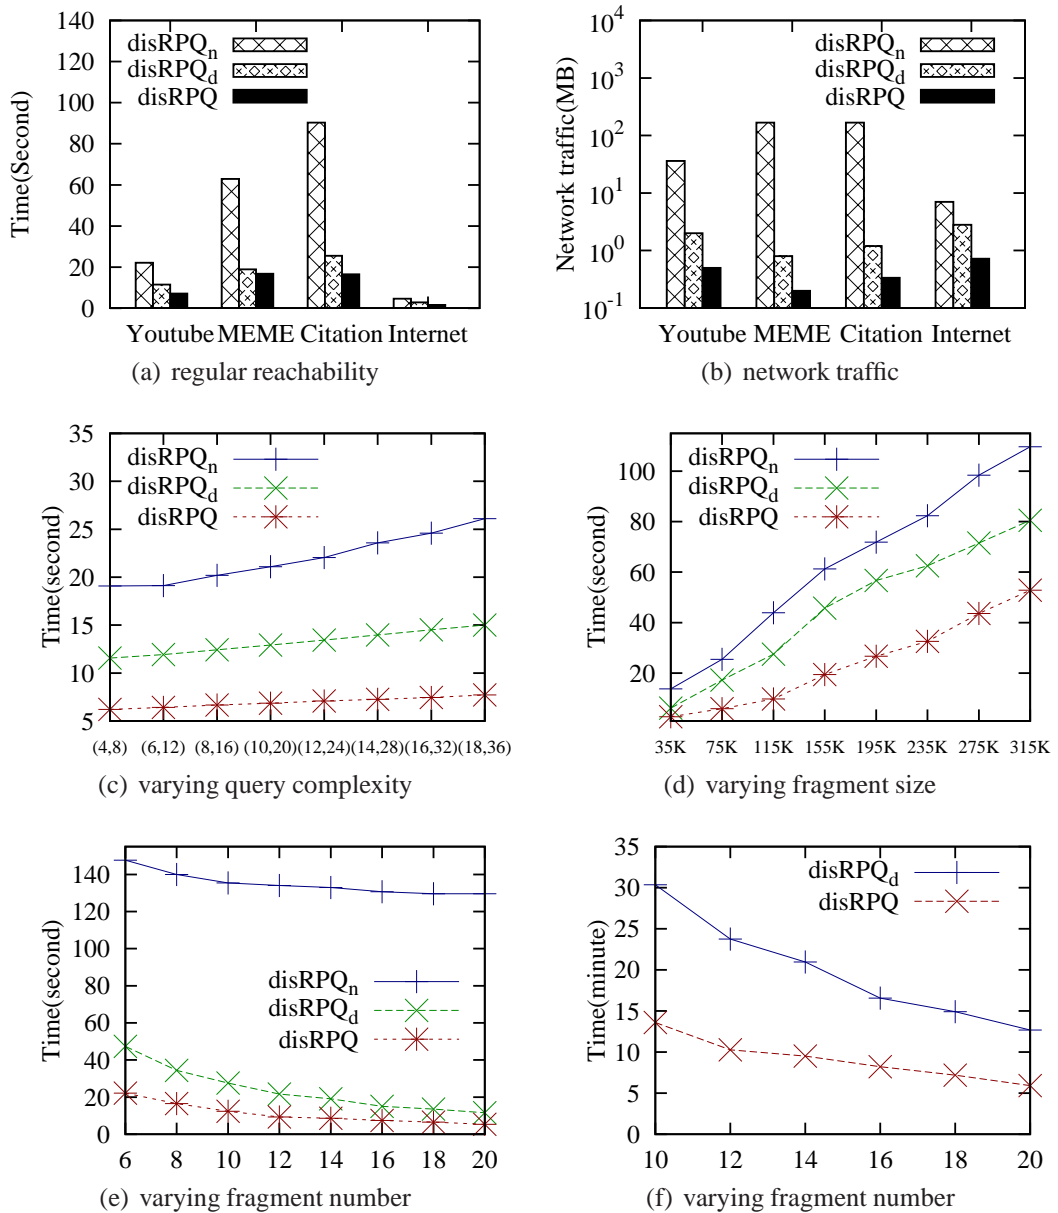 140
120
100
80
60
40
20
0
Time(Second)
disRPQn
disRPQd
disRPQ
Youtube MEME Citation Internet
(a) regular reachability
10^4
10^3
10^2
10^1
10^0
10^-1
Network traffic(MB)
disRPQn
disRPQd
disRPQ
Youtube MEME Citation Internet
(b) network traffic
35
30
25
20
15
10
5
Time(second)
disRPQn
disRPQd
disRPQ
(4,8) (6,12) (8,16) (10,20) (12,24) (14,28) (16,32) (18,36)
(c) varying query complexity
100
80
60
40
20
Time(second)
disRPQn
disRPQd
disRPQ
35K 75K 115K 155K 195K 235K 275K 315K
(d) varying fragment size
140
120
100
80
60
40
20
0
Time(second)
disRPQn
disRPQd
disRPQ
6 8 10 12 14 16 18 20
(e) varying fragment number
35
30
25
20
15
10
5
0
Time(minute)
disRPQd
disRPQ
10 12 14 16 18 20
(f) varying fragment number